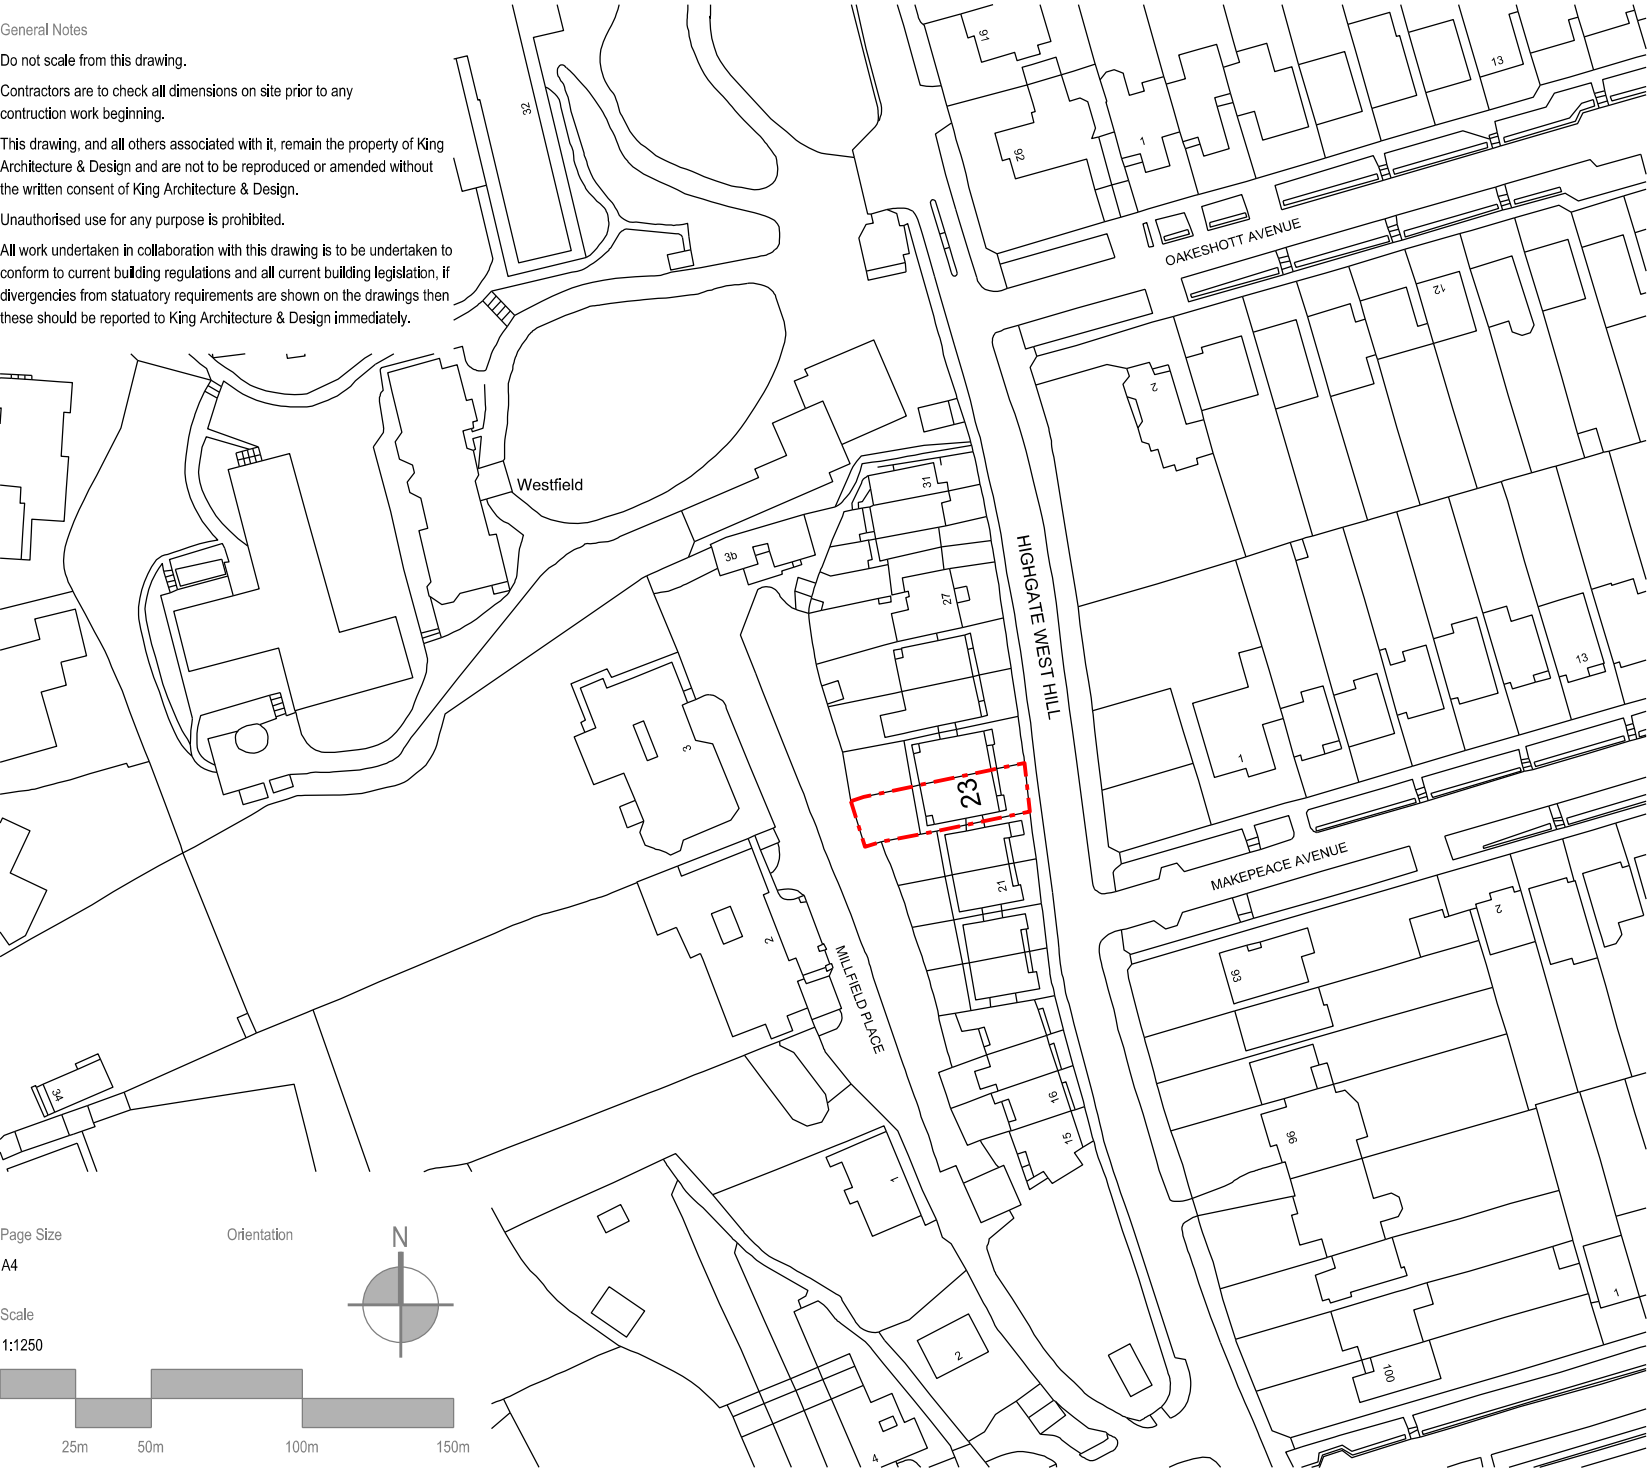 General Notes
Do not scale from this drawing.
Contractors are to check all dimensions on site prior to any
contruction work beginning.
This drawing, and all others associated with it, remain the property of King
Architecture & Design and are not to be reproduced or amended without
the written consent of King Architecture & Design.
Unauthorised use for any purpose is prohibited.
All work undertaken in collaboration with this drawing is to be undertaken to
conform to current building regulations and all current building legislation, if
divergencies from statuatory requirements are shown on the drawings then
these should be reported to King Architecture & Design immediately.
32
91
92
1
13
OAKESHOTT AVENUE
12
2
Westfield
31
3b
27
HIGHGATE WEST HILL
13
1
3
23
21
MAKEPEACE AVENUE
2
2
93
MILLFIELD PLACE
34
16
15
96
1
1
2
100
4
Page Size
Orientation
N
A4
Scale
1:1250
25m
50m
100m
150m